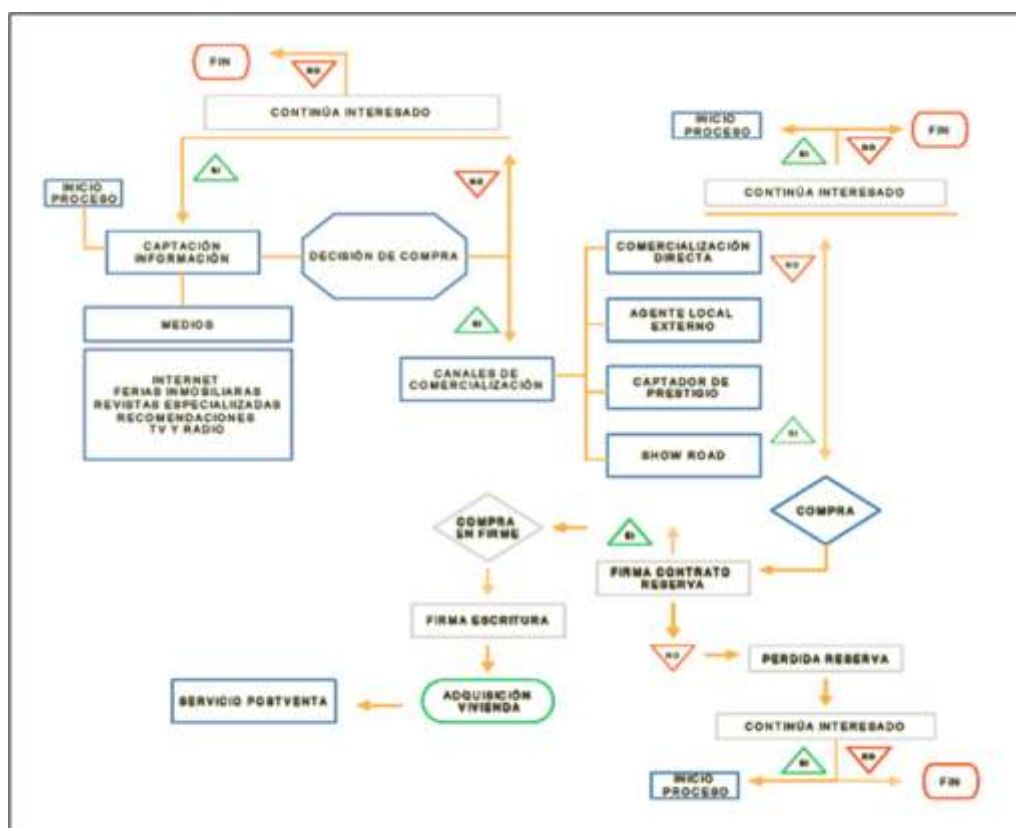 FIN
NO
CONTINÚA INTERESADO
SI
INICIO
PROCESO
CAPTACIÓN
INFORMACIÓN
DECISIÓN DE COMPRA
NO
SI
MEDIOS
INTERNET
FERIAS INMOBILIARAS
REVISTAS ESPECIALIZADAS
RECOMENDACIONES
TV Y RADIO
CANALES DE
COMERCIALIZACIÓN
INICIO
PROCESO
SI
NO
FIN
CONTINÚA INTERESADO
COMERCIALIZACIÓN
DIRECTA
NO
AGENTE LOCAL
EXTERNO
CAPTADOR DE
PRESTIGIO
SI
SHOW ROAD
COMPRA
COMPRA
EN FIRME
SI
FIRMA CONTRATO
RESERVA
FIRMA ESCRITURA
NO
PERDIDA RESERVA
SERVICIO POSTVENTA
ADQUISICIÓN
VIVIENDA
CONTINÚA INTERESADO
SI
NO
INICIO
PROCESO
FIN